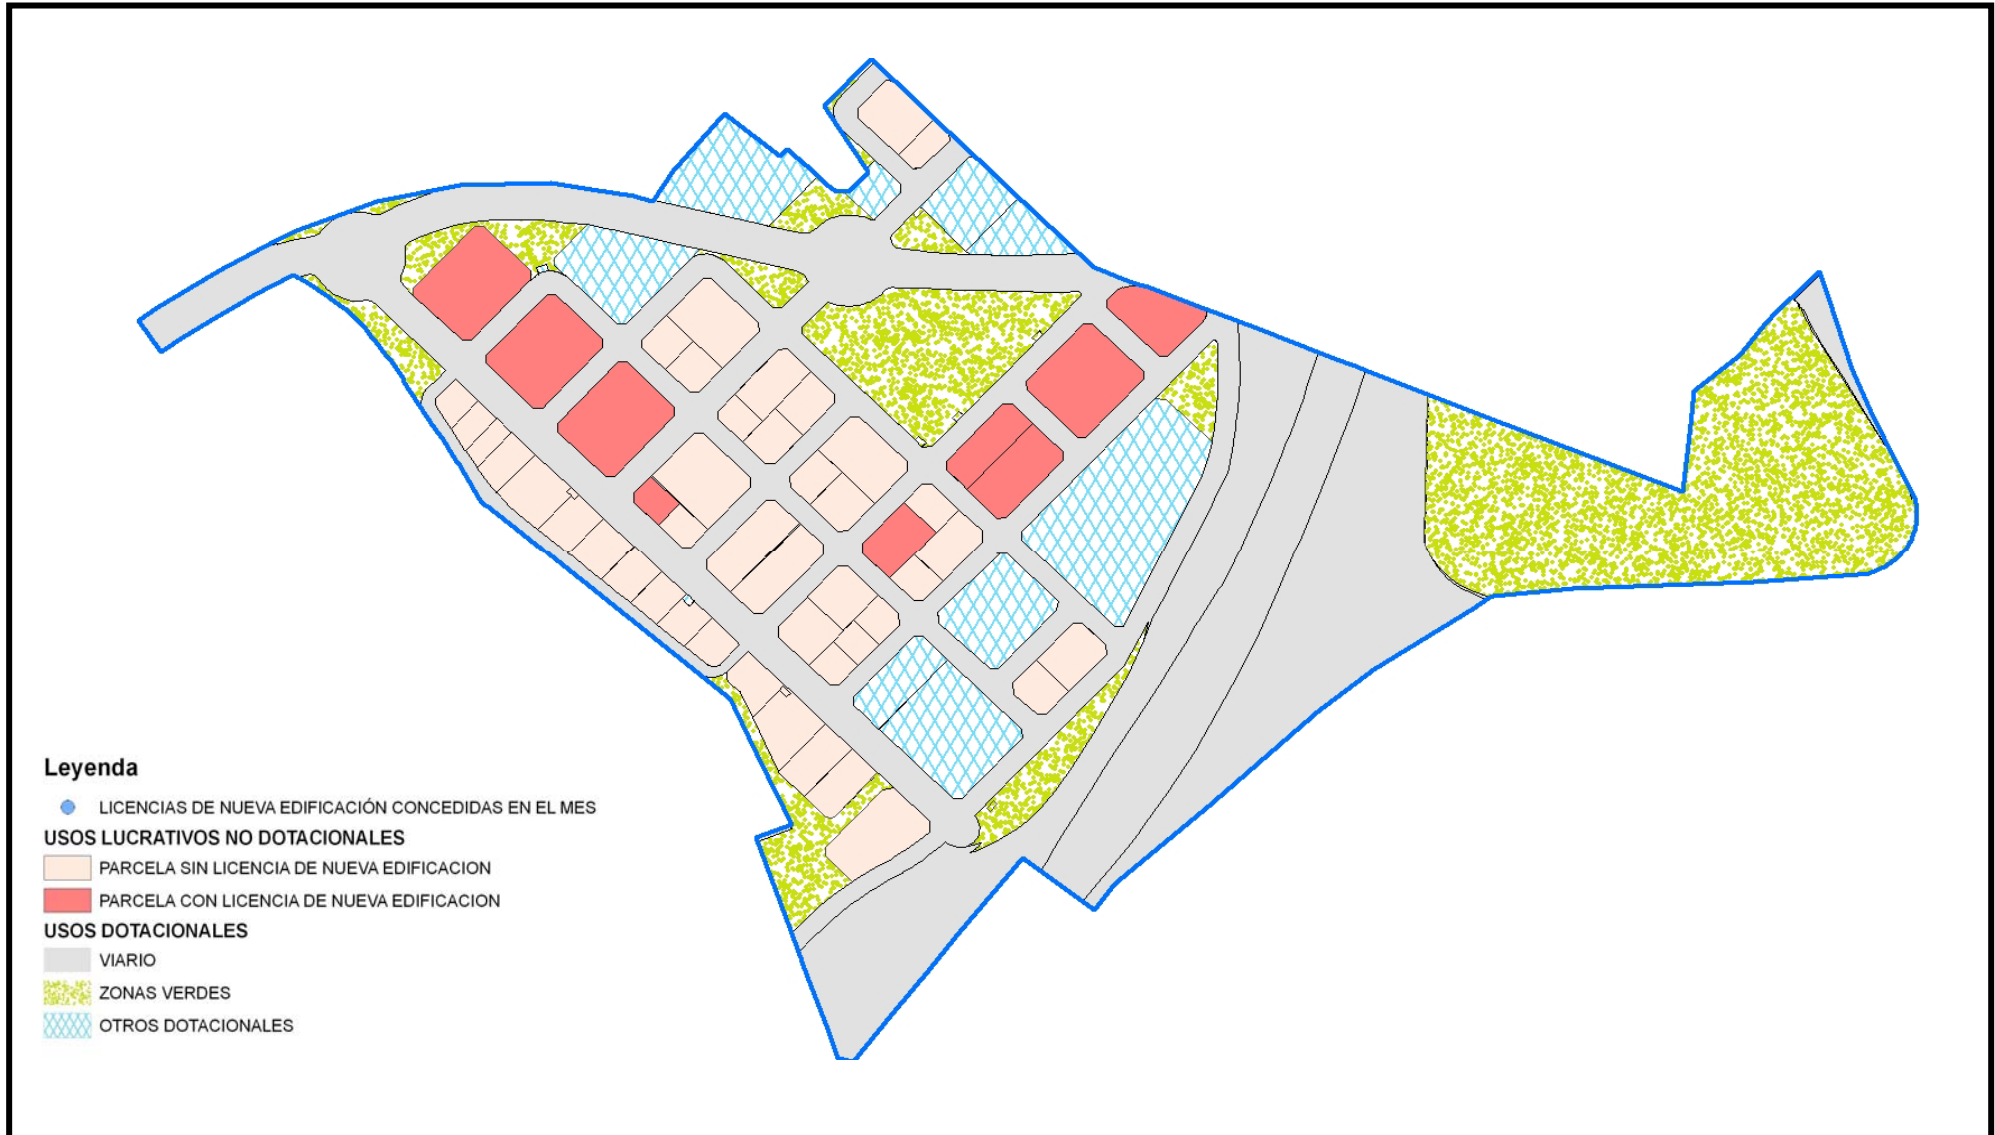 Leyenda
LICENCIAS DE NUEVA EDIFICACIÓN CONCEDIDAS EN EL MES
USOS LUCRATIVOS NO DOTACIONALES
PARCELA SIN LICENCIA DE NUEVA EDIFICACION
PARCELA CON LICENCIA DE NUEVA EDIFICACION
USOS DOTACIONALES
VIARIO
ZONAS VERDES
OTROS DOTACIONALES